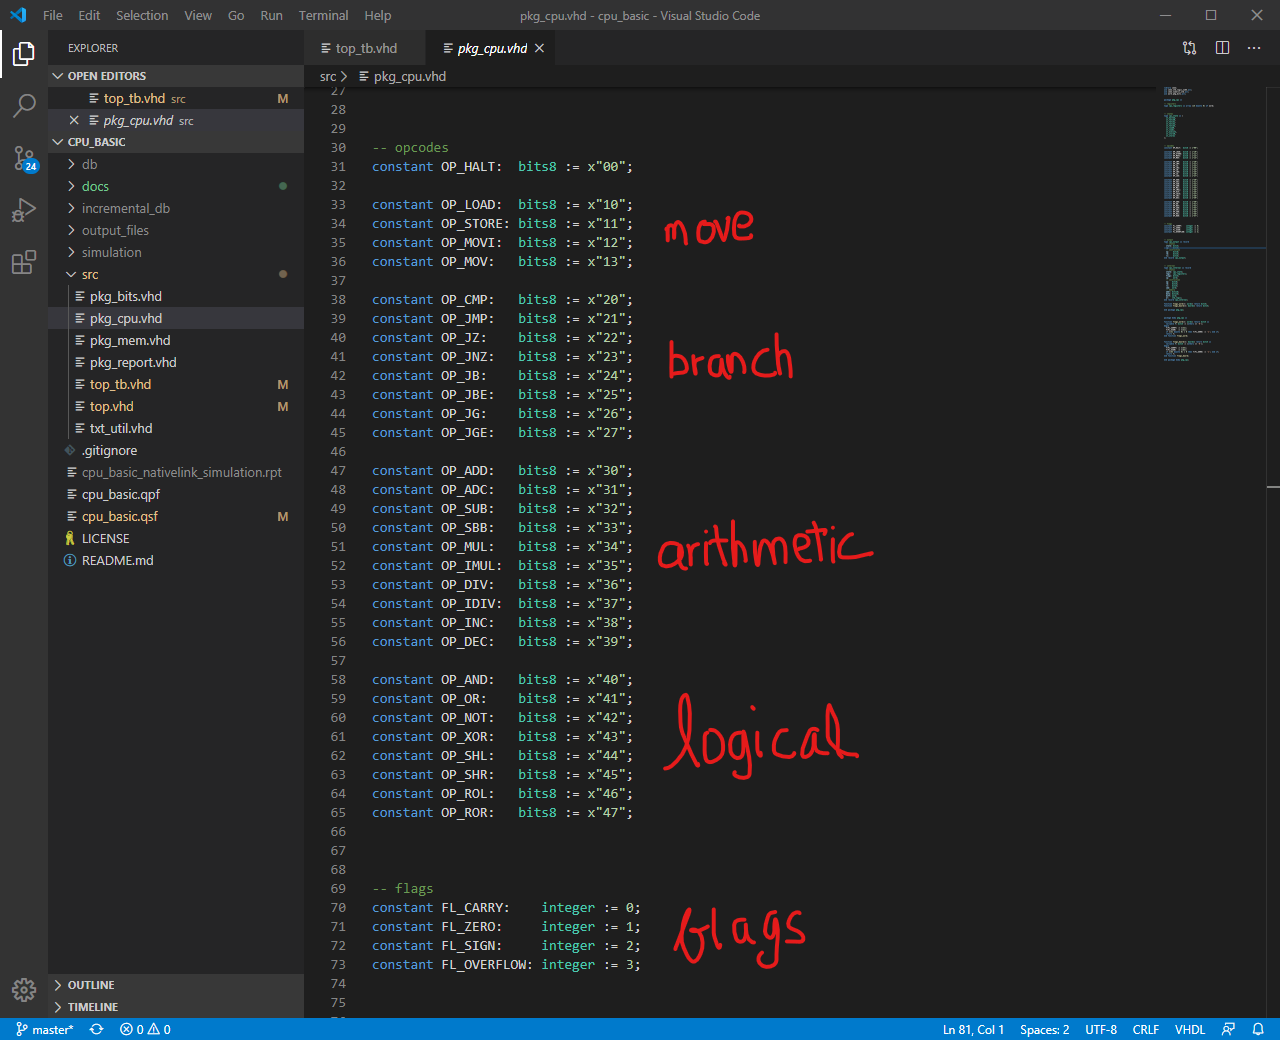 File Edit Selection View Go Run Terminal Help pkg_cpu.vhd - cpu_basic - Visual Studio Code
EXPLORER
OPEN EDITORS
top_tb.vhd src M
pkg_cpu.vhd src
CPU_BASIC
db
docs
incremental_db
output_files
simulation
src
pkg_bits.vhd
pkg_cpu.vhd
pkg_mem.vhd
pkg_report.vhd
top_tb.vhd M
top.vhd M
txt_util.vhd
.gitignore
cpu_basic_nativelink_simulation.rpt
cpu_basic.qpf
cpu_basic.qsf M
LICENSE
README.md
OUTLINE
TIMELINE
24
top_tb.vhd pkg_cpu.vhd
src > pkg_cpu.vhd
27
28
29
30 -- opcodes
31 constant OP_HALT: bits8 := x"00";
32
33 constant OP_LOAD: bits8 := x"10";
34 constant OP_STORE: bits8 := x"11";
35 constant OP_MOVI: bits8 := x"12";
36 constant OP_MOV: bits8 := x"13";
move
37
38 constant OP_CMP: bits8 := x"20";
39 constant OP_JMP: bits8 := x"21";
40 constant OP_JZ: bits8 := x"22";
41 constant OP_JNZ: bits8 := x"23";
42 constant OP_JB: bits8 := x"24";
43 constant OP_JBE: bits8 := x"25";
44 constant OP_JG: bits8 := x"26";
45 constant OP_JGE: bits8 := x"27";
branch
46
47 constant OP_ADD: bits8 := x"30";
48 constant OP_ADC: bits8 := x"31";
49 constant OP_SUB: bits8 := x"32";
50 constant OP_SBB: bits8 := x"33";
51 constant OP_MUL: bits8 := x"34";
52 constant OP_IMUL: bits8 := x"35";
53 constant OP_DIV: bits8 := x"36";
54 constant OP_IDIV: bits8 := x"37";
55 constant OP_INC: bits8 := x"38";
56 constant OP_DEC: bits8 := x"39";
arithmetic
57
58 constant OP_AND: bits8 := x"40";
59 constant OP_OR: bits8 := x"41";
60 constant OP_NOT: bits8 := x"42";
61 constant OP_XOR: bits8 := x"43";
62 constant OP_SHL: bits8 := x"44";
63 constant OP_SHR: bits8 := x"45";
64 constant OP_ROL: bits8 := x"46";
65 constant OP_ROR: bits8 := x"47";
logical
66
67
68
69 -- flags
70 constant FL_CARRY: integer := 0;
71 constant FL_ZERO: integer := 1;
72 constant FL_SIGN: integer := 2;
73 constant FL_OVERFLOW: integer := 3;
flags
74
75
master* 0 0 Ln 81, Col 1 Spaces: 2 UTF-8 CRLF VHDL